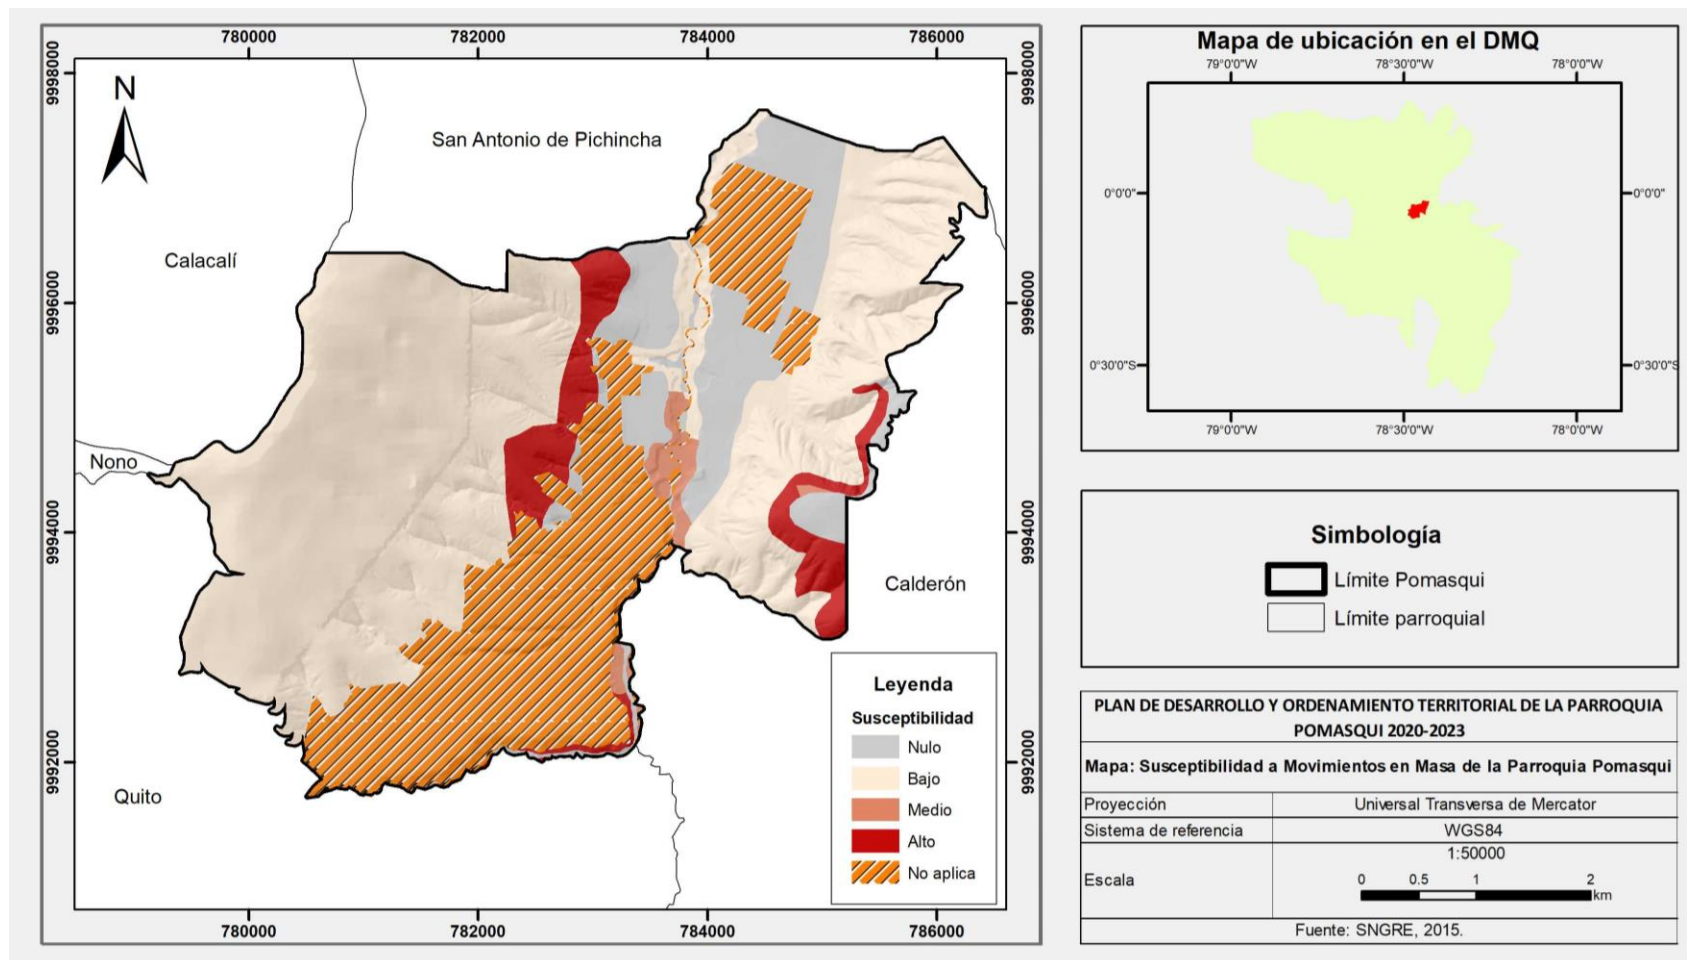 780000 782000 784000 786000
9998000 9998000
N
San Antonio de Pichincha
Calacalí
9996000 9996000
Nono
9994000 9994000
Calderón
9992000 9992000
Quito
Leyenda
Susceptibilidad
Nulo
Bajo
Medio
Alto
No aplica
780000 782000 784000 786000
Mapa de ubicación en el DMQ
79°0'0"W 78°30'0"W 78°0'0"W
0°0'0" 0°0'0"
0°30'0"S 0°30'0"S
79°0'0"W 78°30'0"W 78°0'0"W
Simbología
Límite Pomasqui
Límite parroquial
PLAN DE DESARROLLO Y ORDENAMIENTO TERRITORIAL DE LA PARROQUIA
POMASQUI 2020-2023
Mapa: Susceptibilidad a Movimientos en Masa de la Parroquia Pomasqui
Proyección Universal Transversa de Mercator
Sistema de referencia WGS84
Escala 1:50000
0 0.5 1 2
km
Fuente: SNGRE, 2015.